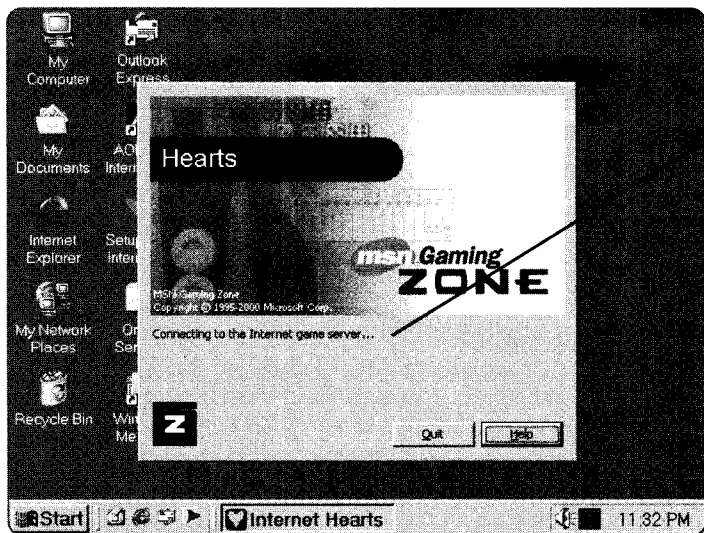 My
Computer
Outlook
Express
My
Documents
Internet
Explorer
My Network
Places
Recycle Bin
Hearts
msn Gaming
ZONE
MSN Gaming Zone
Copyright © 1995-2000 Microsoft Corp.
Connecting to the Internet game server...
Z
Quit
Help
Start
Internet Hearts
11:32 PM